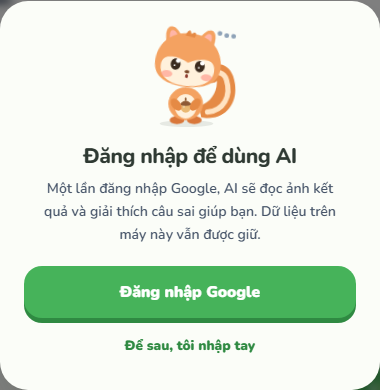 Đăng nhập để dùng AI
Một lần đăng nhập Google, AI sẽ đọc ảnh kết
quả và giải thích câu sai giúp bạn. Dữ liệu trên
máy này vẫn được giữ.
Đăng nhập Google
Để sau, tôi nhập tay